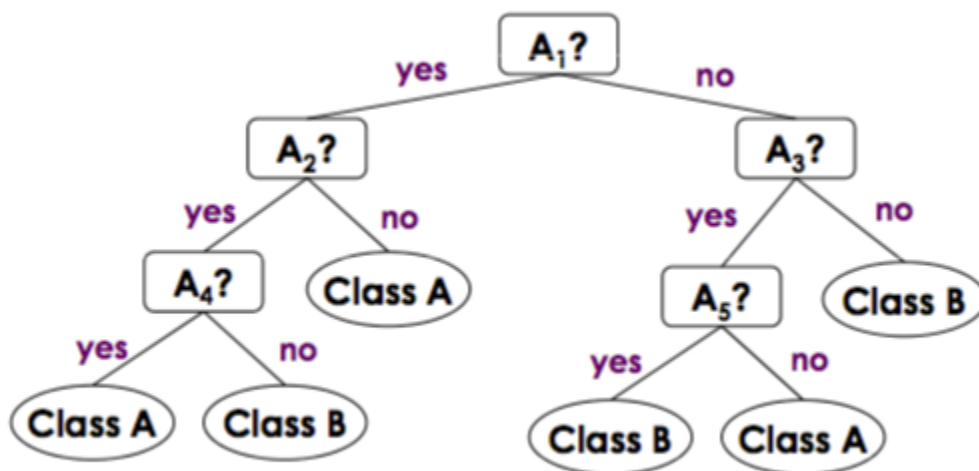 A₁?
yes
no
A₂?
A₃?
yes
no
yes
no
A₄?
Class A
A₅?
Class B
yes
no
yes
no
Class A
Class B
Class B
Class A